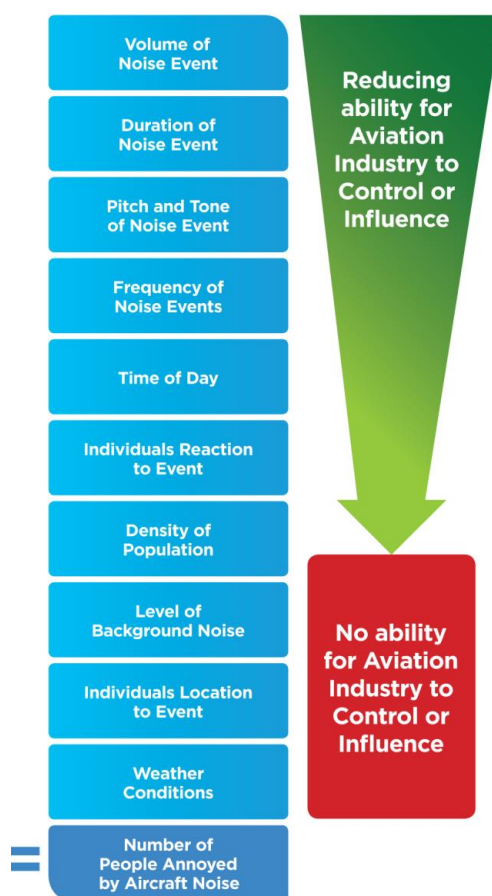 Volume of
Noise Event
Duration of
Noise Event
Pitch and Tone
of Noise Event
Frequency of
Noise Events
Time of Day
Individuals Reaction
to Event
Density of
Population
Level of
Background Noise
Individuals Location
to Event
Weather
Conditions
=
Number of
People Annoyed
by Aircraft Noise
Reducing
ability for
Aviation
Industry to
Control or
Influence
No ability
for Aviation
Industry to
Control or
Influence